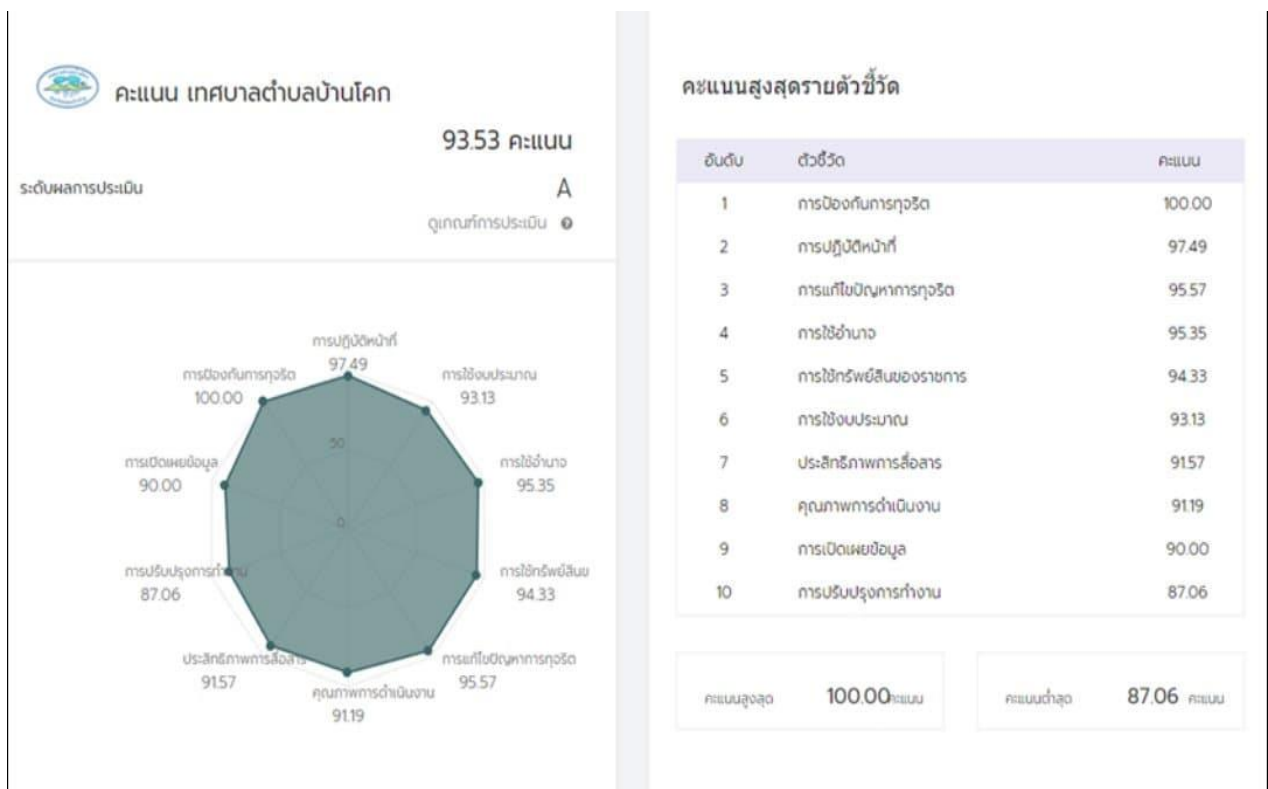 คะแนน เทศบาลตำบลบ้านโคก
93.53 คะแนน
ระดับผลการประเมิน A
ดูเกณฑ์การประเมิน
การปฏิบัติหน้าที่
97.49
การใช้งบประมาณ
93.13
การใช้อำนาจ
95.35
การใช้ทรัพย์สินข
94.33
การแก้ไขปัญหาการทุจริต
95.57
คุณภาพการดำเนินงาน
91.19
ประสิทธิภาพการสื่อสาร
91.57
การปรับปรุงการทำงาน
87.06
การเปิดเผยข้อมูล
90.00
การป้องกันการทุจริต
100.00
50
0
คะแนนสูงสุดรายตัวชี้วัด
อันดับ ตัวชี้วัด คะแนน
1 การป้องกันการทุจริต 100.00
2 การปฏิบัติหน้าที่ 97.49
3 การแก้ไขปัญหาการทุจริต 95.57
4 การใช้อำนาจ 95.35
5 การใช้ทรัพย์สินของราชการ 94.33
6 การใช้งบประมาณ 93.13
7 ประสิทธิภาพการสื่อสาร 91.57
8 คุณภาพการดำเนินงาน 91.19
9 การเปิดเผยข้อมูล 90.00
10 การปรับปรุงการทำงาน 87.06
คะแนนสูงสุด 100.00 คะแนน
คะแนนต่ำสุด 87.06 คะแนน